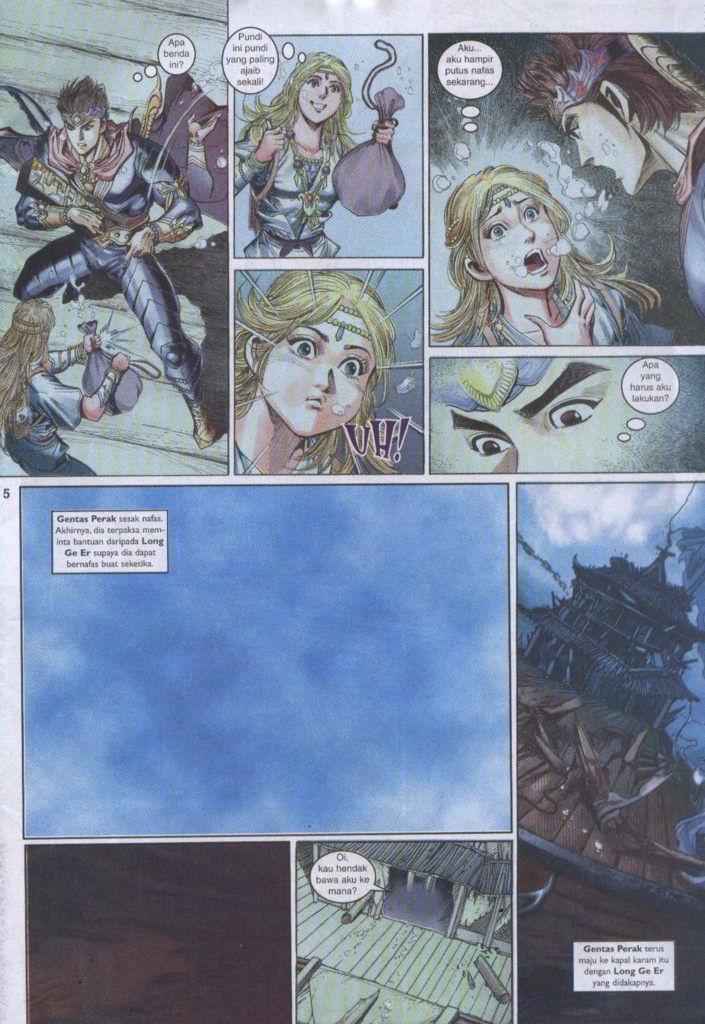 Apa
benda
ini?
Pundi
ini pundi
yang paling
ajaib
sekali!
Aku...
aku hampir
putus nafas
sekarang...
UH!
Apa
yang
harus aku
lakukan?
5
Gentas Perak sesak nafas.
Akhirnya, dia terpaksa mem-
inta bantuan daripada Long
Ge Er supaya dia dapat
bernafas buat seketika.
Oi,
kau hendak
bawa aku ke
mana?
Gentas Perak terus
maju ke kapal karam itu
dengan Long Ge Er
yang didakapnya.